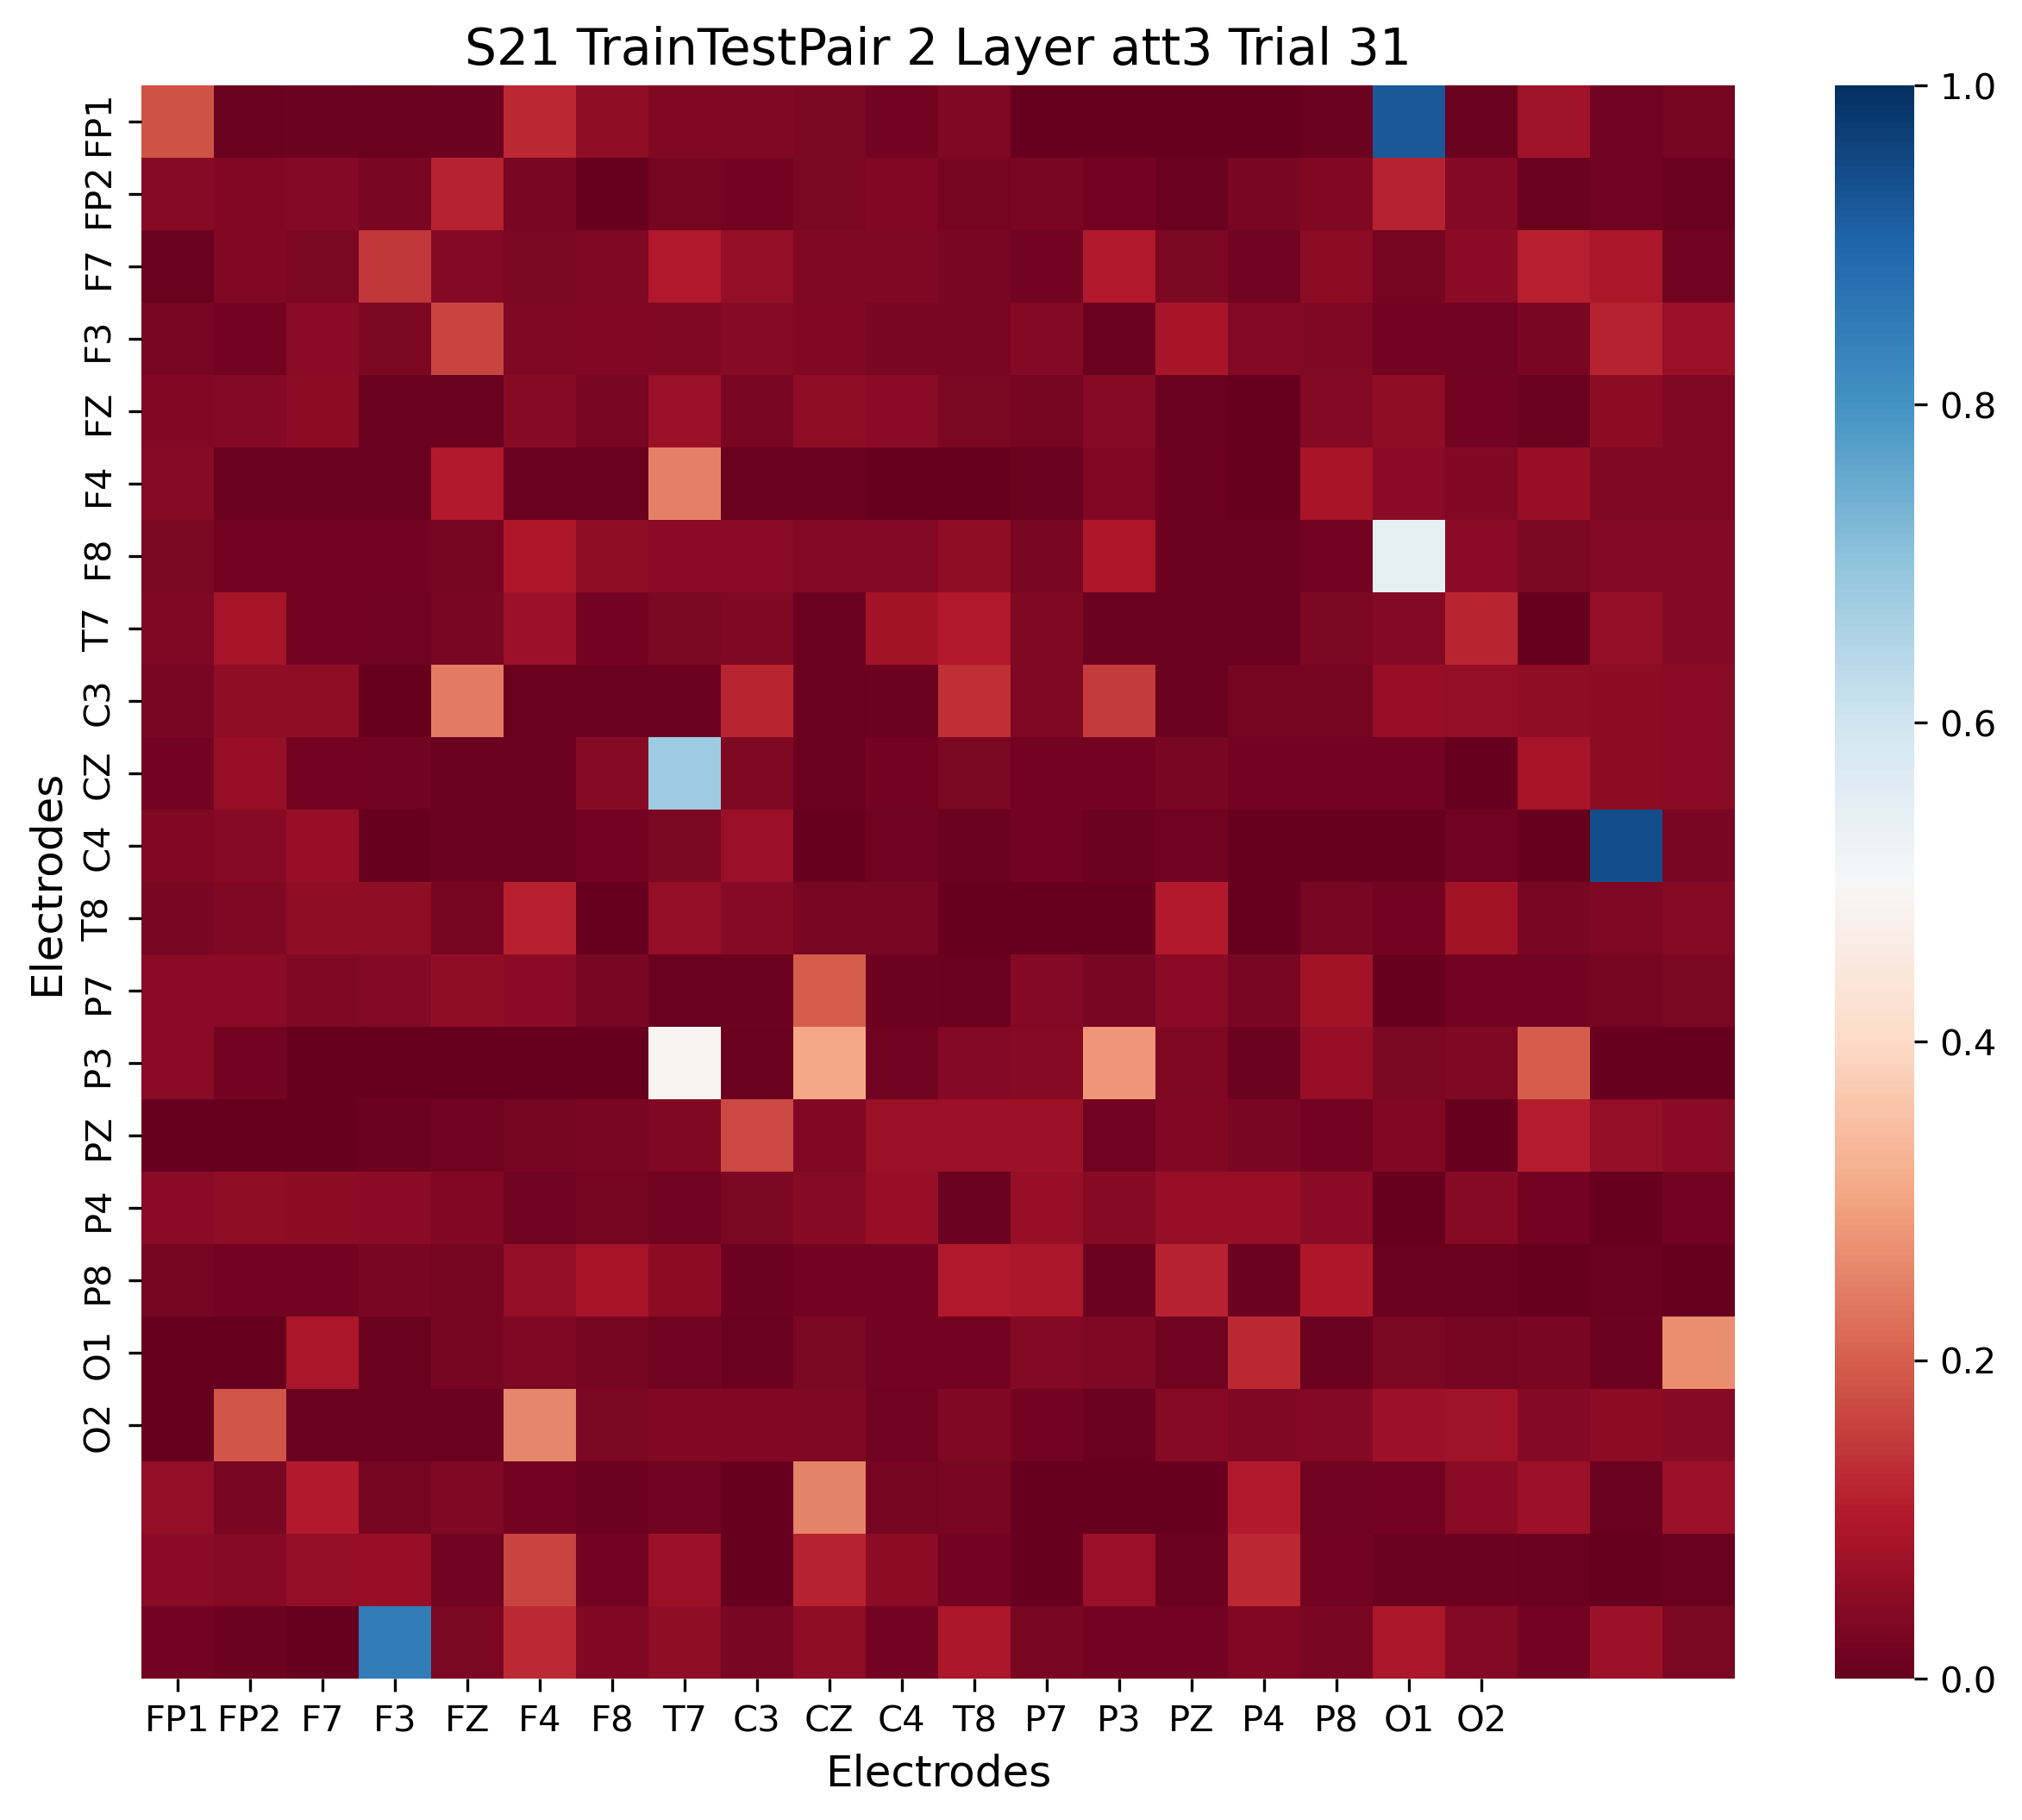 S21 TrainTestPair 2 Layer att3 Trial 31
Electrodes
FP1
FP2
F7
F3
FZ
F4
F8
T7
C3
CZ
C4
T8
P7
P3
PZ
P4
P8
O1
O2
FP1 FP2 F7 F3 FZ F4 F8 T7 C3 CZ C4 T8 P7 P3 PZ P4 P8 O1 O2
Electrodes
1.0
0.8
0.6
0.4
0.2
0.0